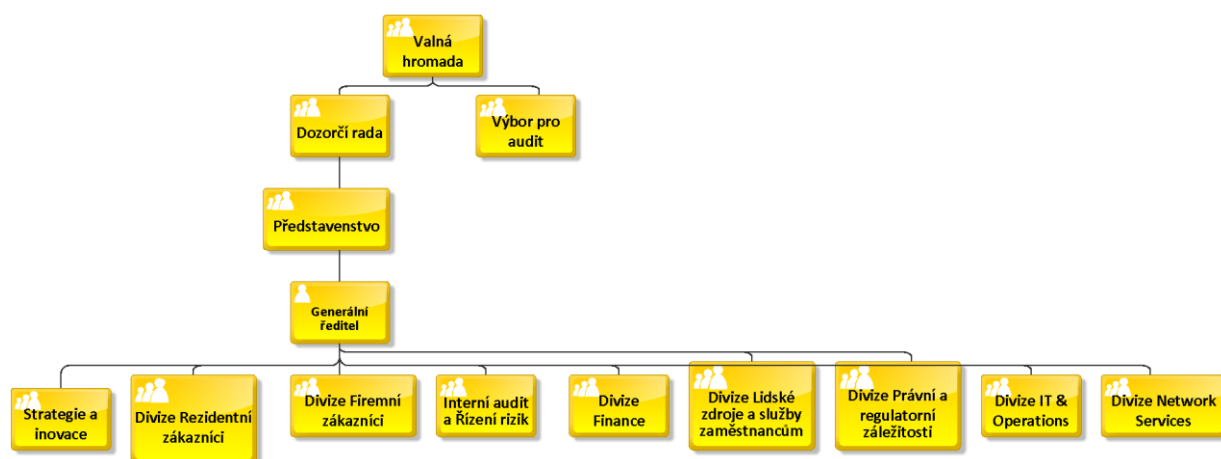 Valná
hromada
Dozorčí rada
Výbor pro
audit
Představenstvo
Generální
ředitel
Strategie a
inovace
Divize Rezidentní
zákazníci
Divize Firemní
zákazníci
Interní audit
a Řízení rizik
Divize
Finance
Divize Lidské
zdroje a služby
zaměstnancům
Divize Právní a
regulatorní
záležitosti
Divize IT &
Operations
Divize Network
Services